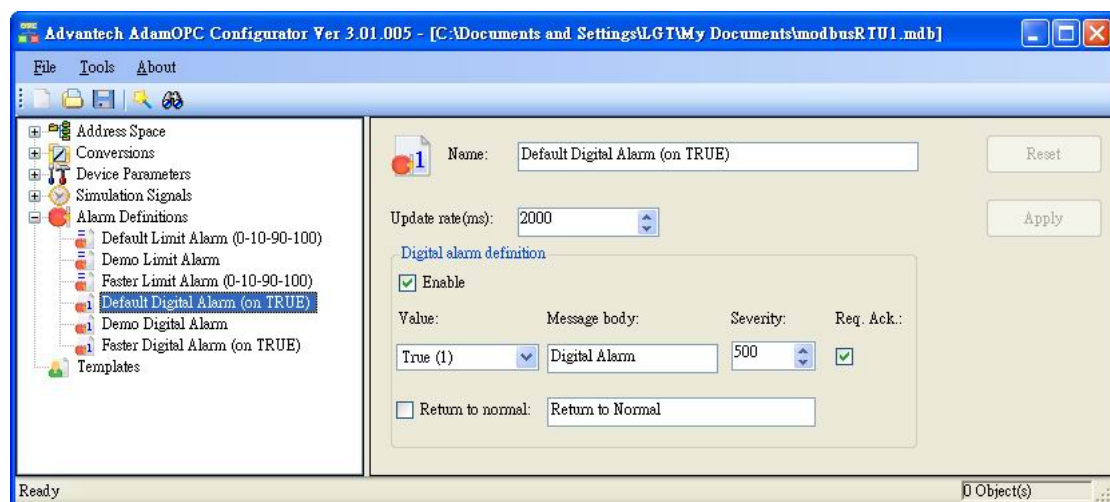 Advantech AdamOPC Configurator Ver 3.01.005 - [C:\Documents and Settings\LGT\My Documents\modbusRTU1.mdb]
File Tools About
Address Space
Conversions
Device Parameters
Simulation Signals
Alarm Definitions
Default Limit Alarm (0-10-90-100)
Demo Limit Alarm
Faster Limit Alarm (0-10-90-100)
Default Digital Alarm (on TRUE)
Demo Digital Alarm
Faster Digital Alarm (on TRUE)
Templates
Name: Default Digital Alarm (on TRUE) Reset
Update rate(ms): 2000 Apply
Digital alarm definition
Enable
Value: Message body: Severity: Req. Ack.:
True (1) Digital Alarm 500
Return to normal: Return to Normal
Ready 0 Object(s)